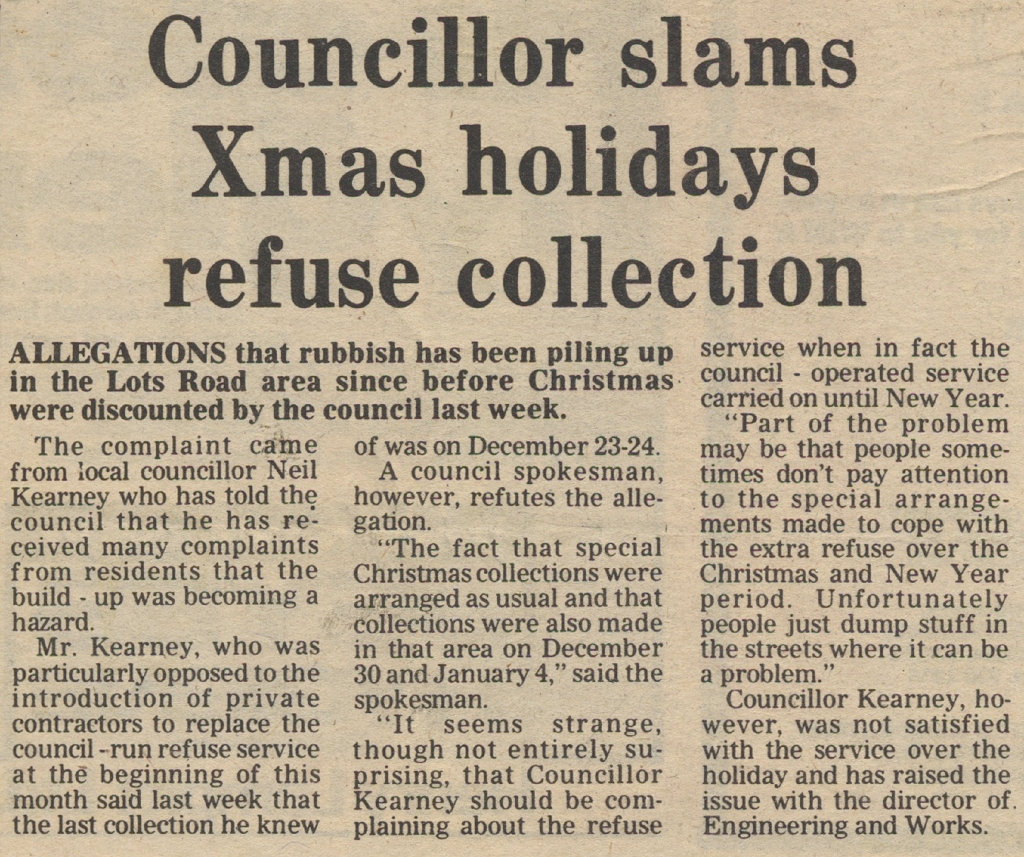 Councillor slams
Xmas holidays
refuse collection
ALLEGATIONS that rubbish has been piling up
in the Lots Road area since before Christmas
were discounted by the council last week.
The complaint came
from local councillor Neil
Kearney who has told the
council that he has re-
ceived many complaints
from residents that the
build - up was becoming a
hazard.
Mr. Kearney, who was
particularly opposed to the
introduction of private
contractors to replace the
council -run refuse service
at the beginning of this
month said last week that
the last collection he knew
of was on December 23-24.
A council spokesman,
however, refutes the alle-
gation.
"The fact that special
Christmas collections were
arranged as usual and that
collections were also made
in that area on December
30 and January 4," said the
spokesman.
"It seems strange,
though not entirely su-
prising, that Councillor
Kearney should be com-
plaining about the refuse
service when in fact the
council - operated service
carried on until New Year.
"Part of the problem
may be that people some-
times don't pay attention
to the special arrange-
ments made to cope with
the extra refuse over the
Christmas and New Year
period. Unfortunately
people just dump stuff in
the streets where it can be
a problem."
Councillor Kearney, ho-
wever, was not satisfied
with the service over the
holiday and has raised the
issue with the director of
Engineering and Works.